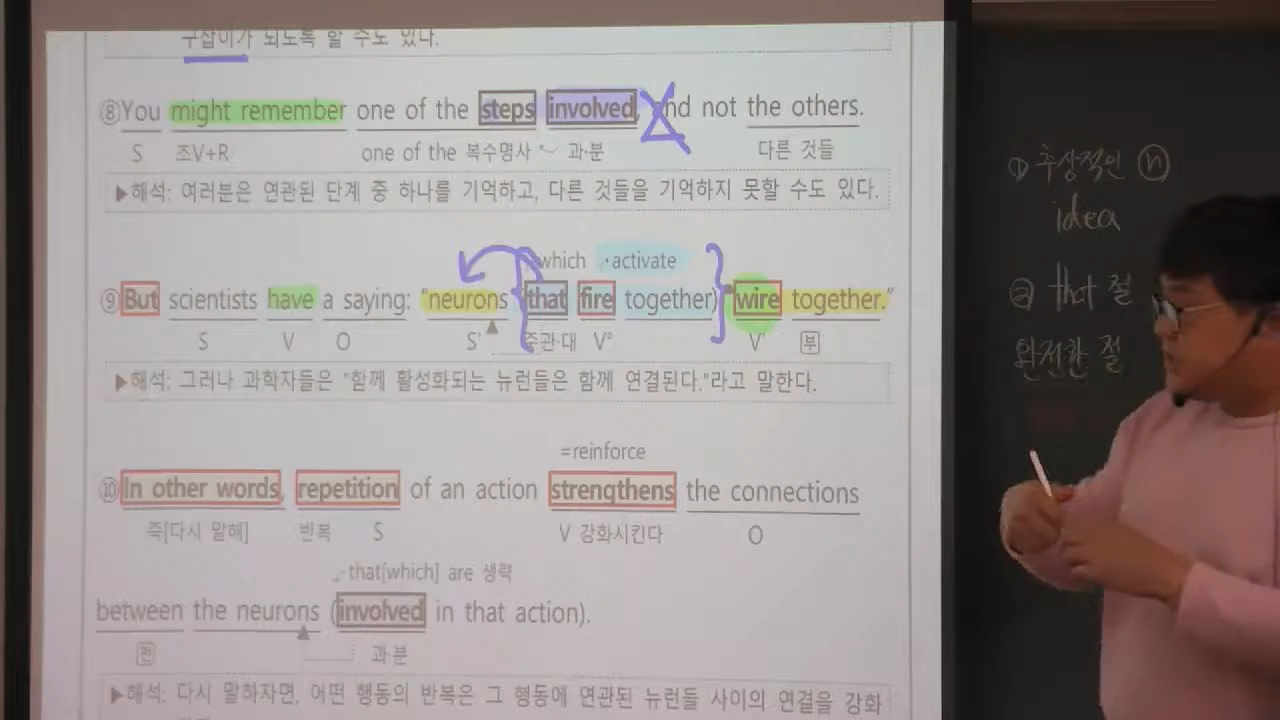 구잡이가 되도록 할 수도 있다.
⑧You might remember one of the steps involved, and not the others.
S 조V+R one of the 복수명사 과·분 다른 것들
▶해석: 여러분은 연관된 단계 중 하나를 기억하고, 다른 것들을 기억하지 못할 수도 있다.
which activate
⑨But scientists have a saying: "neurons (that fire together) wire together."
S V O S' 주관·대 V° V' 부
▶해석: 그러나 과학자들은 "함께 활성화되는 뉴런들은 함께 연결된다."라고 말한다.
=reinforce
⑩In other words, repetition of an action strengthens the connections
즉[다시 말해] 반복 S V 강화시킨다 O
that[which] are 생략
between the neurons (involved in that action).
전 과·분
▶해석: 다시 말하자면, 어떤 행동의 반복은 그 행동에 연관된 뉴런들 사이의 연결을 강화
① 추상적인 ⓝ
idea
② that 절
완전한 절